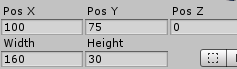 Pos X Pos Y Pos Z
100 75 0
Width Height
160 30